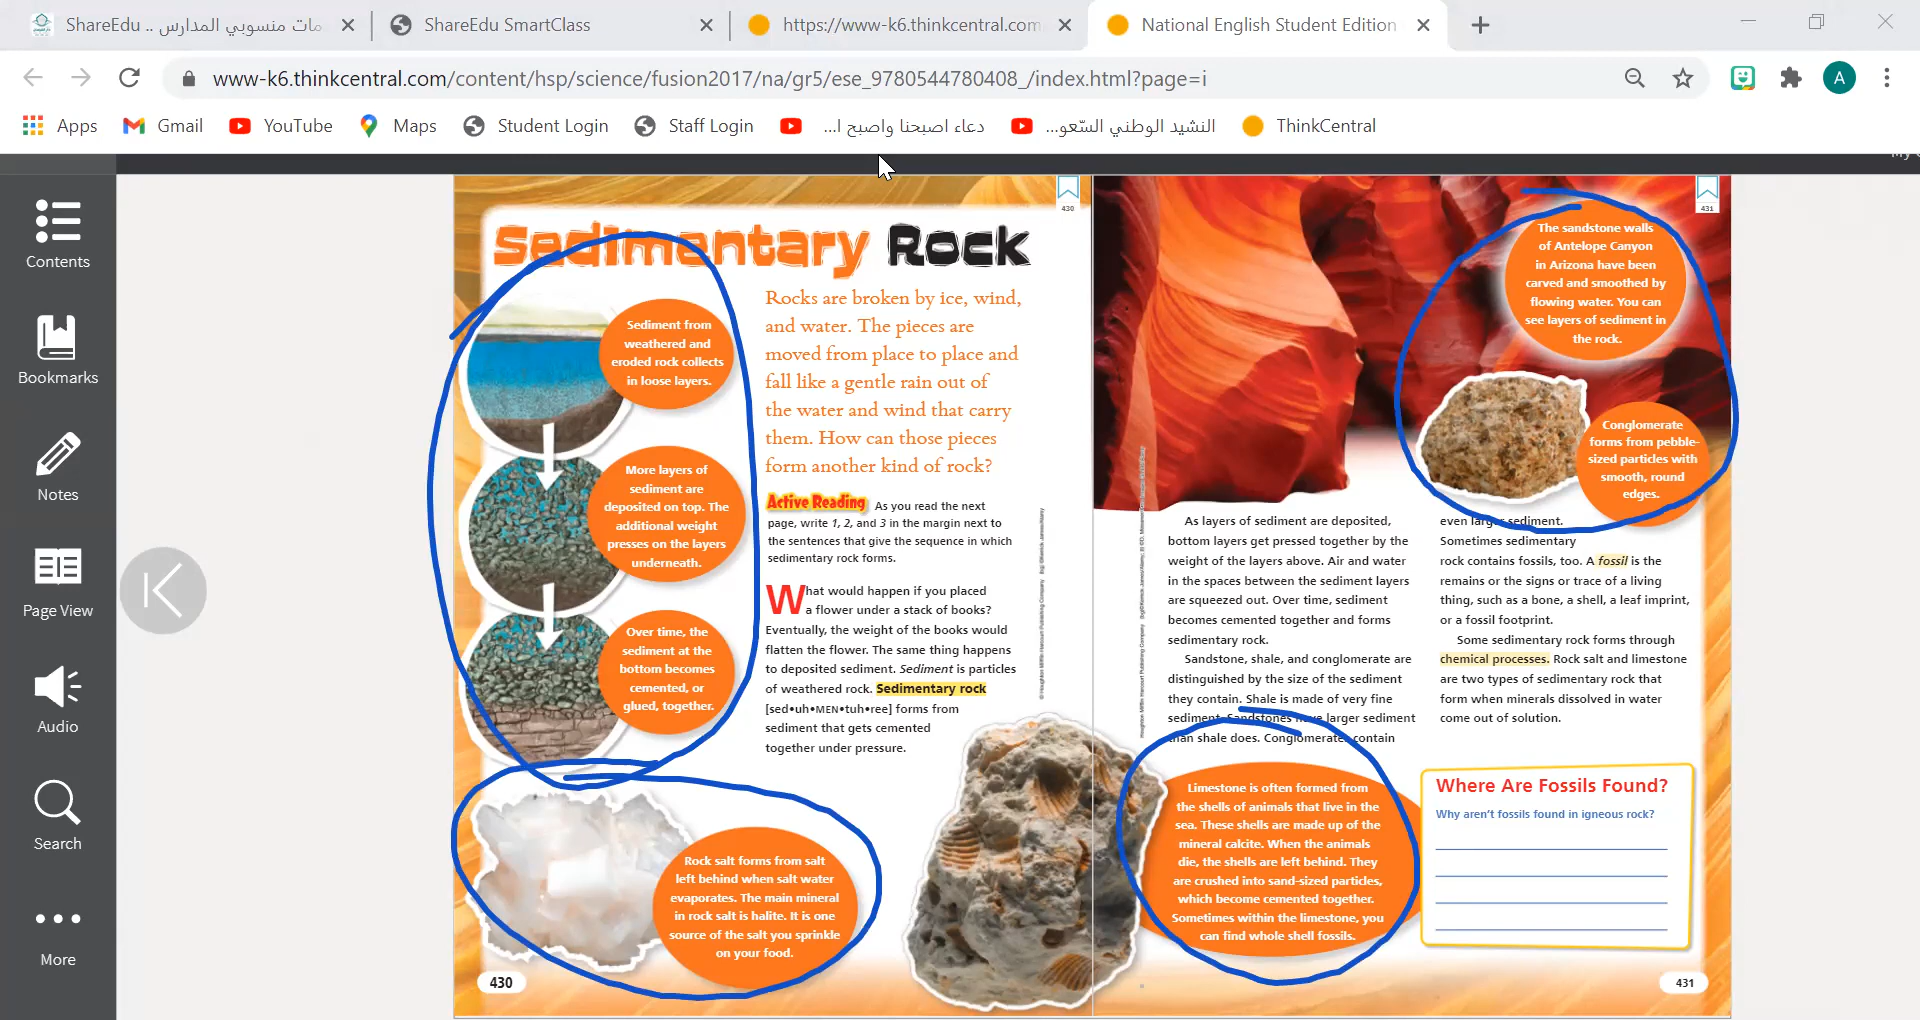 ShareEdu .. مات منسوبي المدارس
ShareEdu SmartClass
https://www-k6.thinkcentral.com
National English Student Edition
www-k6.thinkcentral.com/content/hsp/science/fusion2017/na/gr5/ese_9780544780408_/index.html?page=i
A
Apps
Gmail
YouTube
Maps
Student Login
Staff Login
دعاء اصبحنا واصبح ا...
النشيد الوطني السّعو...
ThinkCentral
Contents
Bookmarks
Notes
Page View
Audio
Search
More
430
Sedimentary Rock
Sediment from
weathered and
eroded rock collects
in loose layers.
More layers of
sediment are
deposited on top. The
additional weight
presses on the layers
underneath.
Over time, the
sediment at the
bottom becomes
cemented, or
glued, together.
Rocks are broken by ice, wind,
and water. The pieces are
moved from place to place and
fall like a gentle rain out of
the water and wind that carry
them. How can those pieces
form another kind of rock?
Active Reading As you read the next
page, write 1, 2, and 3 in the margin next to
the sentences that give the sequence in which
sedimentary rock forms.
What would happen if you placed
a flower under a stack of books?
Eventually, the weight of the books would
flatten the flower. The same thing happens
to deposited sediment. Sediment is particles
of weathered rock. Sedimentary rock
[sed•uh•MEN•tuh•ree] forms from
sediment that gets cemented
together under pressure.
Rock salt forms from salt
left behind when salt water
evaporates. The main mineral
in rock salt is halite. It is one
source of the salt you sprinkle
on your food.
430
431
The sandstone walls
of Antelope Canyon
in Arizona have been
carved and smoothed by
flowing water. You can
see layers of sediment in
the rock.
Conglomerate
forms from pebble-
sized particles with
smooth, round
edges.
As layers of sediment are deposited,
bottom layers get pressed together by the
weight of the layers above. Air and water
in the spaces between the sediment layers
are squeezed out. Over time, sediment
becomes cemented together and forms
sedimentary rock.
Sandstone, shale, and conglomerate are
distinguished by the size of the sediment
they contain. Shale is made of very fine
sediment. Sandstones have larger sediment
than shale does. Conglomerates contain
even larger sediment.
Sometimes sedimentary
rock contains fossils, too. A fossil is the
remains or the signs or trace of a living
thing, such as a bone, a shell, a leaf imprint,
or a fossil footprint.
Some sedimentary rock forms through
chemical processes. Rock salt and limestone
are two types of sedimentary rock that
form when minerals dissolved in water
come out of solution.
Limestone is often formed from
the shells of animals that live in the
sea. These shells are made up of the
mineral calcite. When the animals
die, the shells are left behind. They
are crushed into sand-sized particles,
which become cemented together.
Sometimes within the limestone, you
can find whole shell fossils.
Where Are Fossils Found?
Why aren't fossils found in igneous rock?
431